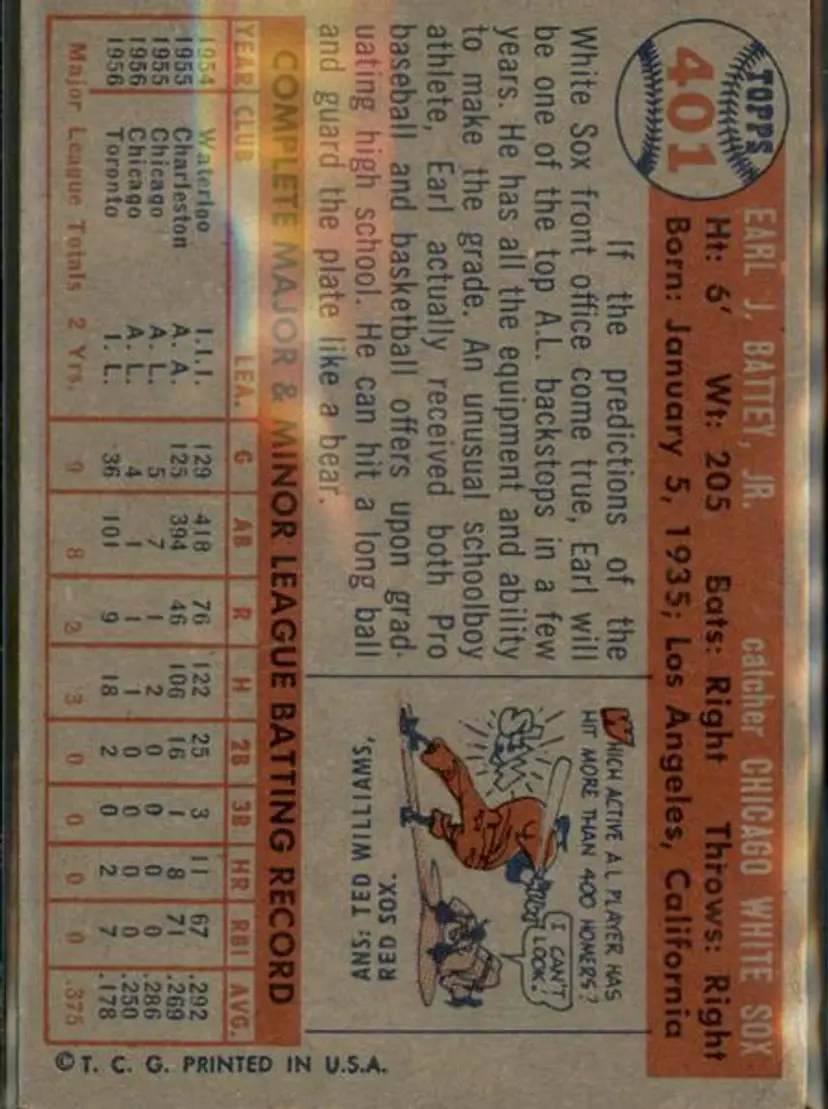 TOPPS
401
EARL J. BATTEY, JR. catcher CHICAGO WHITE SOX
Ht: 6' Wt: 205 Bats: Right Throws: Right
Born: January 5, 1935; Los Angeles, California
If the predictions of the
White Sox front office come true, Earl will
be one of the top A.L. backstops in a few
years. He has all the equipment and ability
to make the grade. An unusual schoolboy
athlete, Earl actually received both Pro
baseball and basketball offers upon grad-
uating high school. He can hit a long ball
and guard the plate like a bear.
WHICH ACTIVE A.L PLAYER HAS
HIT MORE THAN 400 HOMERS?
I CAN'T
LOOK!
ANS: TED WILLIAMS,
RED SOX.
COMPLETE MAJOR & MINOR LEAGUE BATTING RECORD
YEAR CLUB LEA. G AB R H 2B 3B HR RBI AVG.
1954 Waterloo I.I.I. 129 418 76 122 25 3 11 67 .292
1955 Charleston A. A. 125 394 46 106 16 1 8 71 .269
1955 Chicago A. L. 5 7 1 2 0 0 0 0 .286
1956 Chicago A. L. 4 1 1 1 0 0 0 0 .250
1956 Toronto I. L. 36 101 9 18 2 0 2 7 .178
Major League Totals 2 Yrs. 9 8 2 3 0 0 0 0 .375
© T. C. G. PRINTED IN U.S.A.